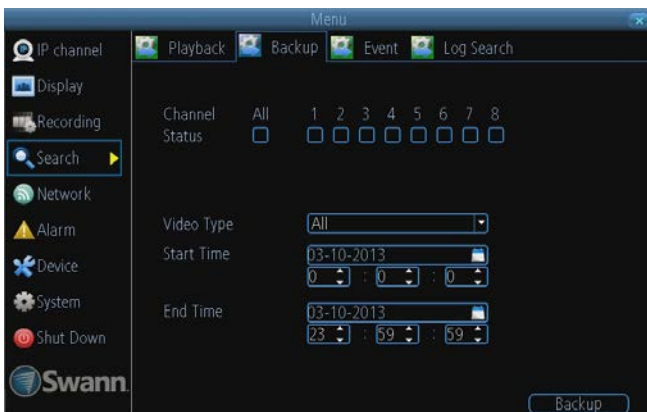 Menu
IP channel
Display
Recording
Search
Network
Alarm
Device
System
Shut Down
Swann
Playback Backup Event Log Search
Channel All 1 2 3 4 5 6 7 8
Status
Video Type All
Start Time 03-10-2013
0 : 0 : 0
End Time 03-10-2013
23 : 59 : 59
Backup